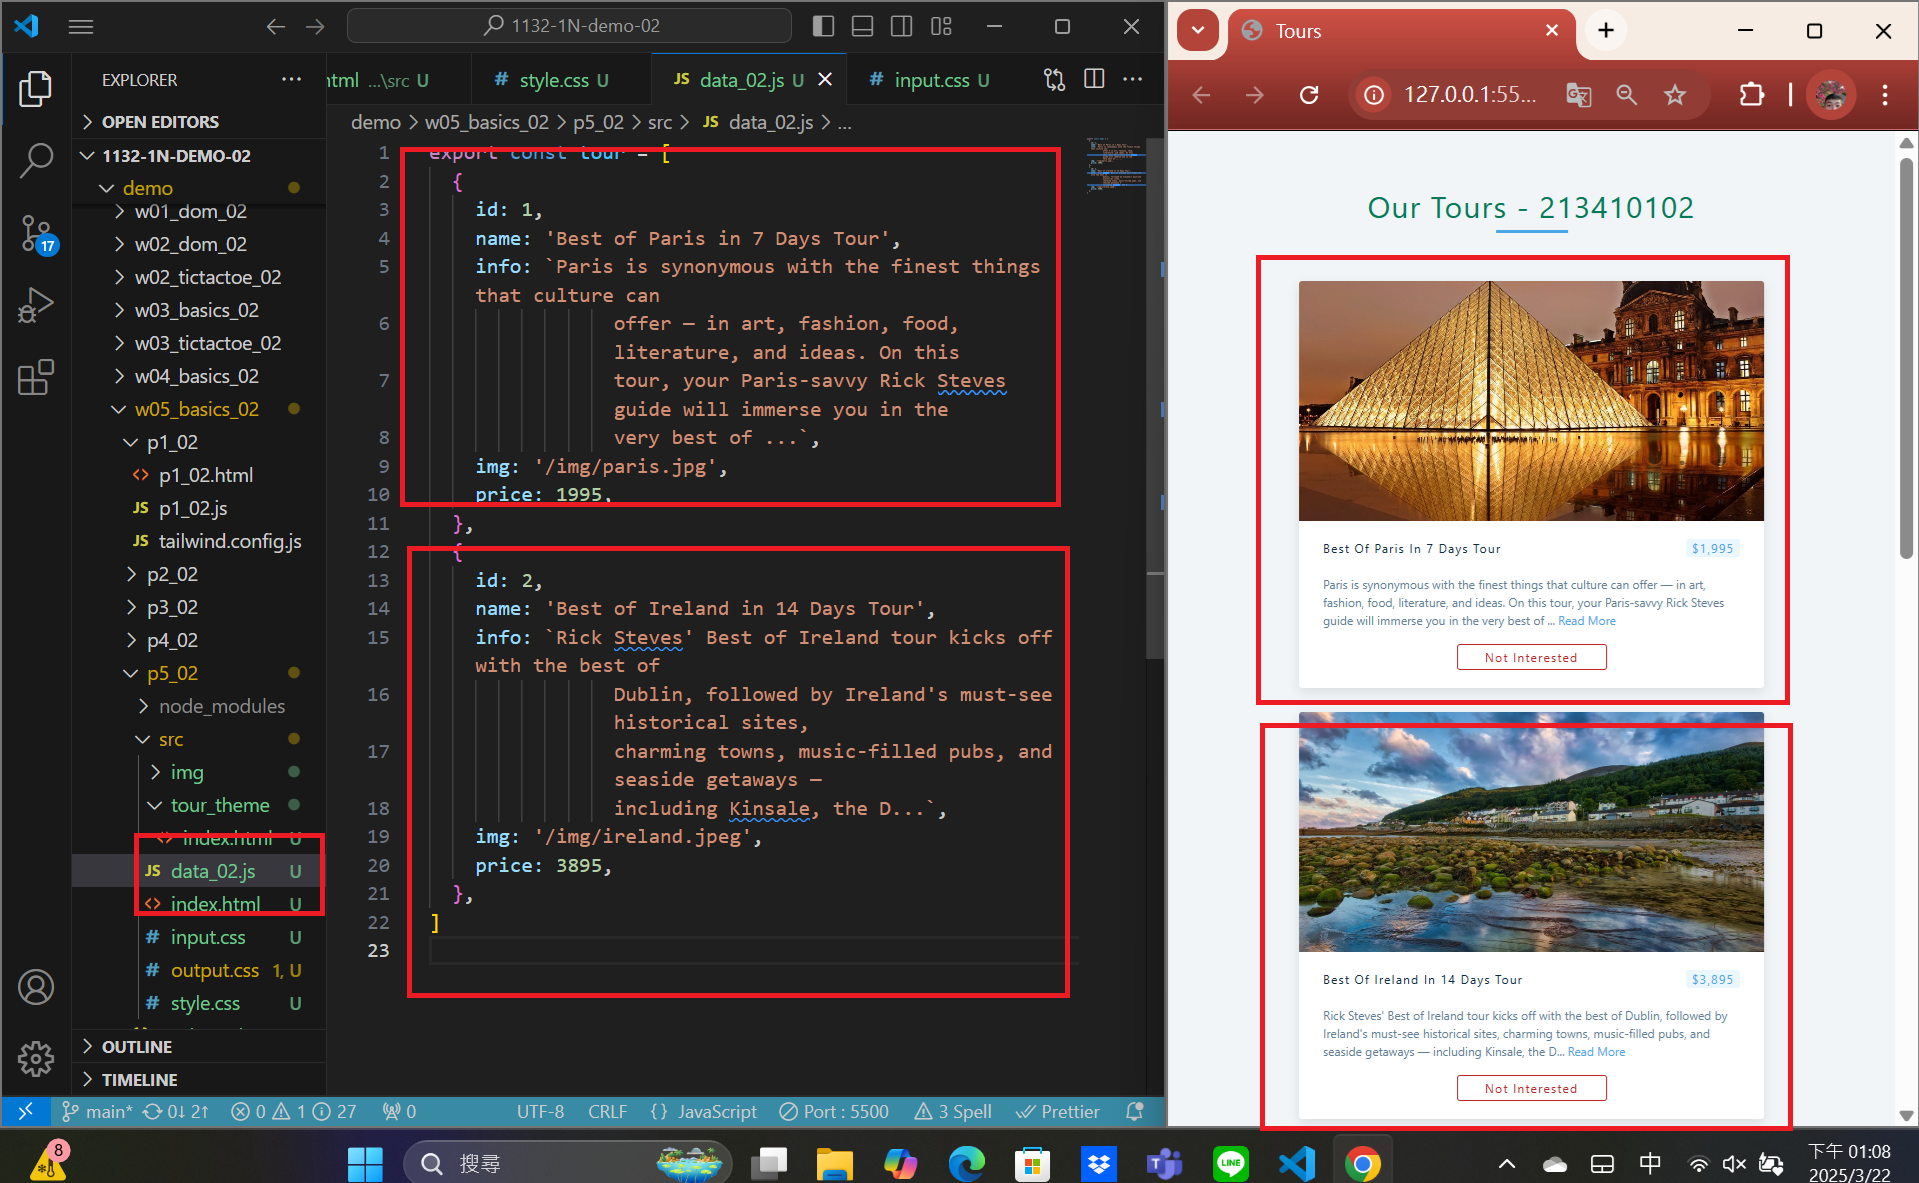 1132-1N-demo-02
EXPLORER
OPEN EDITORS
1132-1N-DEMO-02
demo
w01_dom_02
w02_dom_02
w02_tictactoe_02
w03_basics_02
w03_tictactoe_02
w04_basics_02
w05_basics_02
p1_02
p1_02.html
JS p1_02.js
JS tailwind.config.js
p2_02
p3_02
p4_02
p5_02
node_modules
src
img
tour_theme
index.html U
JS data_02.js U
index.html U
# input.css U
# output.css 1, U
# style.css U
OUTLINE
TIMELINE
17
html ...\src U
# style.css U
JS data_02.js U
# input.css U
demo > w05_basics_02 > p5_02 > src > JS data_02.js > ...
1 export const tour = [
2 {
3 id: 1,
4 name: 'Best of Paris in 7 Days Tour',
5 info: `Paris is synonymous with the finest things
that culture can
6 offer — in art, fashion, food,
literature, and ideas. On this
7 tour, your Paris-savvy Rick Steves
guide will immerse you in the
8 very best of ...`,
9 img: '/img/paris.jpg',
10 price: 1995,
11 },
12 {
13 id: 2,
14 name: 'Best of Ireland in 14 Days Tour',
15 info: `Rick Steves' Best of Ireland tour kicks off
with the best of
16 Dublin, followed by Ireland's must-see
historical sites,
17 charming towns, music-filled pubs, and
seaside getaways —
18 including Kinsale, the D...`,
19 img: '/img/ireland.jpeg',
20 price: 3895,
21 },
22 ]
23
main* 0↓ 2↑ 0 1 27 0 UTF-8 CRLF {} JavaScript Port : 5500 3 Spell Prettier
Tours
127.0.0.1:55...
Our Tours - 213410102
Best Of Paris In 7 Days Tour
$1,995
Paris is synonymous with the finest things that culture can offer — in art,
fashion, food, literature, and ideas. On this tour, your Paris-savvy Rick Steves
guide will immerse you in the very best of ... Read More
Not Interested
Best Of Ireland In 14 Days Tour
$3,895
Rick Steves' Best of Ireland tour kicks off with the best of Dublin, followed by
Ireland's must-see historical sites, charming towns, music-filled pubs, and
seaside getaways — including Kinsale, the D... Read More
Not Interested
8
搜尋
LINE
中
下午 01:08
2025/3/22